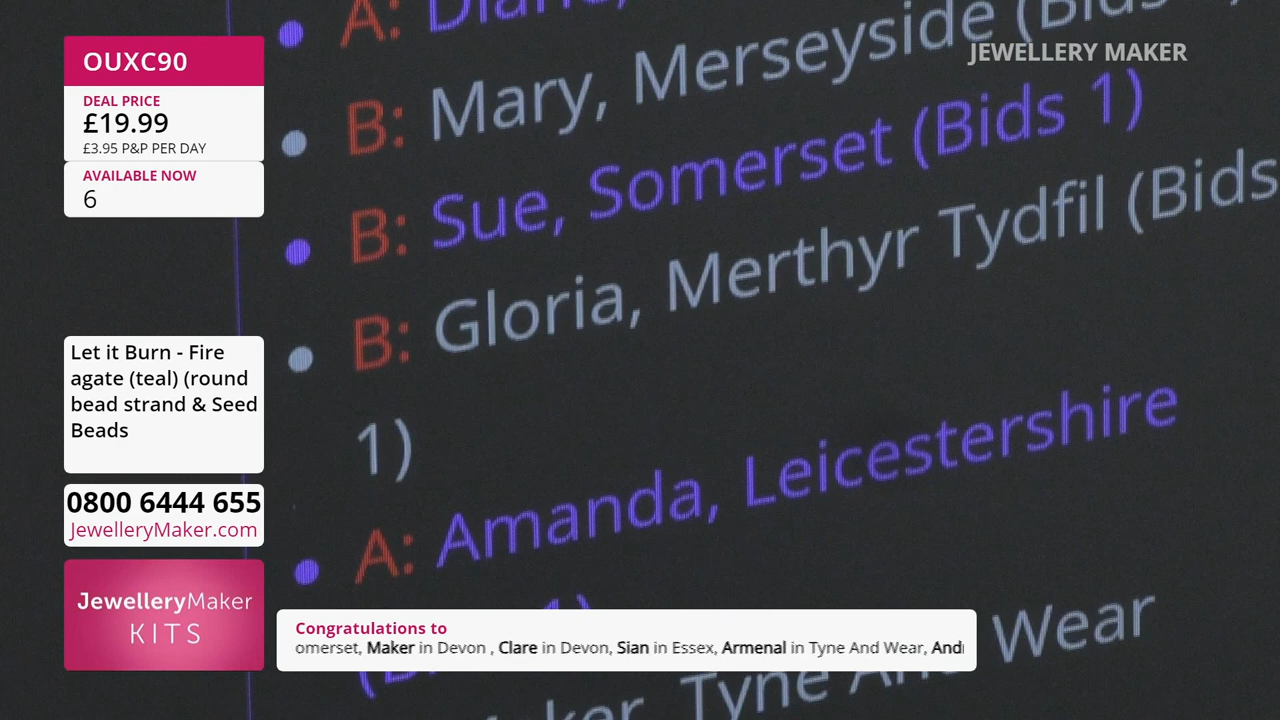 OUXC90
DEAL PRICE
£19.99
£3.95 P&P PER DAY
AVAILABLE NOW
6
Let it Burn - Fire
agate (teal) (round
bead strand & Seed
Beads
0800 6444 655
JewelleryMaker.com
JewelleryMaker
KITS
JEWELLERY MAKER
A: Diane,
B: Mary, Merseyside (Bids
B: Sue, Somerset (Bids 1)
B: Gloria, Merthyr Tydfil (Bids
1)
A: Amanda, Leicestershire
Tyne And Wear
Congratulations to
omerset, Maker in Devon , Clare in Devon, Sian in Essex, Armenal in Tyne And Wear,